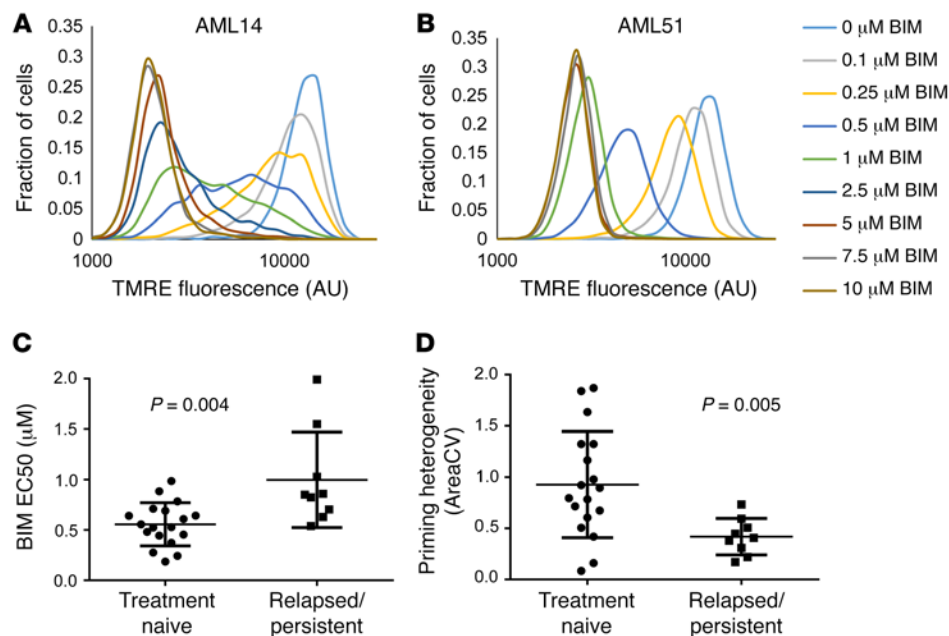 A
AML14
Fraction of cells
0.35
0.3
0.25
0.2
0.15
0.1
0.05
0
1000
10000
TMRE fluorescence (AU)
B
AML51
Fraction of cells
0.35
0.3
0.25
0.2
0.15
0.1
0.05
0
1000
10000
TMRE fluorescence (AU)
0 μM BIM
0.1 μM BIM
0.25 μM BIM
0.5 μM BIM
1 μM BIM
2.5 μM BIM
5 μM BIM
7.5 μM BIM
10 μM BIM
C
BIM EC50 (μM)
2.0
1.5
1.0
0.5
0.0
P = 0.004
Treatment
naive
Relapsed/
persistent
D
Priming heterogeneity
(AreaCV)
2.0
1.5
1.0
0.5
0.0
P = 0.005
Treatment
naive
Relapsed/
persistent